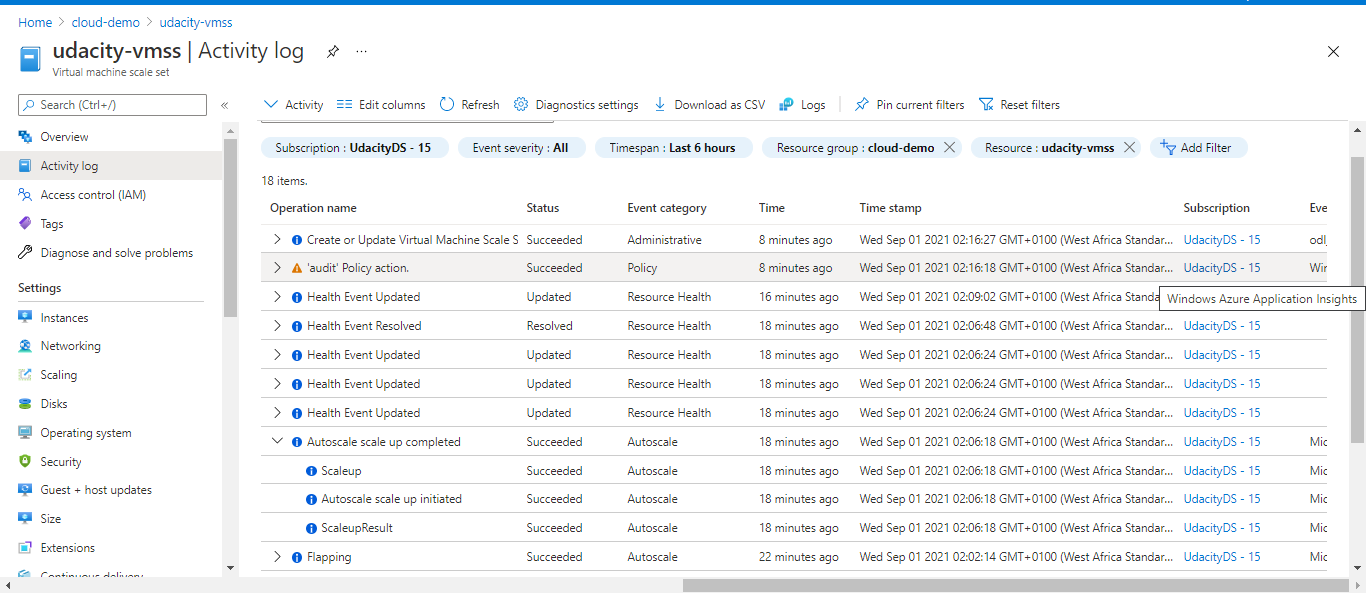 Home > cloud-demo > udacity-vmss
udacity-vmss | Activity log
Virtual machine scale set
Search (Ctrl+/)
«
Overview
Activity log
Access control (IAM)
Tags
Diagnose and solve problems
Settings
Instances
Networking
Scaling
Disks
Operating system
Security
Guest + host updates
Size
Extensions
Continuous delivery
Activity Edit columns Refresh Diagnostics settings Download as CSV Logs Pin current filters Reset filters
Subscription : UdacityDS - 15 Event severity : All Timespan : Last 6 hours Resource group : cloud-demo Resource : udacity-vmss Add Filter
18 items.
Operation name Status Event category Time Time stamp Subscription Eve
Create or Update Virtual Machine Scale S Succeeded Administrative 8 minutes ago Wed Sep 01 2021 02:16:27 GMT+0100 (West Africa Standar... UdacityDS - 15 odl_
'audit' Policy action. Succeeded Policy 8 minutes ago Wed Sep 01 2021 02:16:18 GMT+0100 (West Africa Standar... UdacityDS - 15 Win
Health Event Updated Updated Resource Health 16 minutes ago Wed Sep 01 2021 02:09:02 GMT+0100 (West Africa Standa
Windows Azure Application Insights
Health Event Resolved Resolved Resource Health 18 minutes ago Wed Sep 01 2021 02:06:48 GMT+0100 (West Africa Standar... UdacityDS - 15
Health Event Updated Updated Resource Health 18 minutes ago Wed Sep 01 2021 02:06:24 GMT+0100 (West Africa Standar... UdacityDS - 15
Health Event Updated Updated Resource Health 18 minutes ago Wed Sep 01 2021 02:06:24 GMT+0100 (West Africa Standar... UdacityDS - 15
Health Event Updated Updated Resource Health 18 minutes ago Wed Sep 01 2021 02:06:24 GMT+0100 (West Africa Standar... UdacityDS - 15
Autoscale scale up completed Succeeded Autoscale 18 minutes ago Wed Sep 01 2021 02:06:18 GMT+0100 (West Africa Standar... UdacityDS - 15 Mic
Scaleup Succeeded Autoscale 18 minutes ago Wed Sep 01 2021 02:06:18 GMT+0100 (West Africa Standar... UdacityDS - 15 Mic
Autoscale scale up initiated Succeeded Autoscale 18 minutes ago Wed Sep 01 2021 02:06:18 GMT+0100 (West Africa Standar... UdacityDS - 15 Mic
ScaleupResult Succeeded Autoscale 18 minutes ago Wed Sep 01 2021 02:06:18 GMT+0100 (West Africa Standar... UdacityDS - 15 Mic
Flapping Succeeded Autoscale 22 minutes ago Wed Sep 01 2021 02:02:14 GMT+0100 (West Africa Standar... UdacityDS - 15 Mic